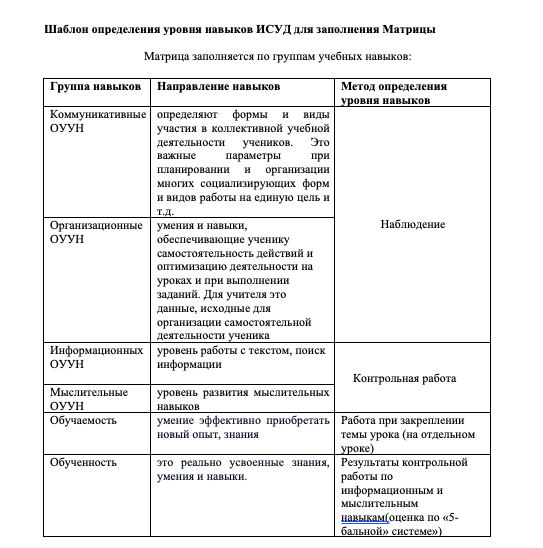 Шаблон определения уровня навыков ИСУД для заполнения Матрицы
Матрица заполняется по группам учебных навыков:
Группа навыков
Направление навыков
Метод определения
уровня навыков
Коммуникативные
ОУУН
определяют формы и виды
участия в коллективной учебной
деятельности учеников. Это
важные параметры при
планировании и организации
многих социализирующих форм
и видов работы на единую цель и
т.д.
Наблюдение
Организационные
ОУУН
умения и навыки,
обеспечивающие ученику
самостоятельность действий и
оптимизацию деятельности на
уроках и при выполнении
заданий. Для учителя это
данные, исходные для
организации самостоятельной
деятельности ученика
Информационных
ОУУН
уровень работы с текстом, поиск
информации
Контрольная работа
Мыслительные
ОУУН
уровень развития мыслительных
навыков
Обучаемость
умение эффективно приобретать
новый опыт, знания
Работа при закреплении
темы урока (на отдельном
уроке)
Обученность
это реально усвоенные знания,
умения и навыки.
Результаты контрольной
работы по
информационным и
мыслительным
навыкам(оценка по «5-
бальной» системе»)